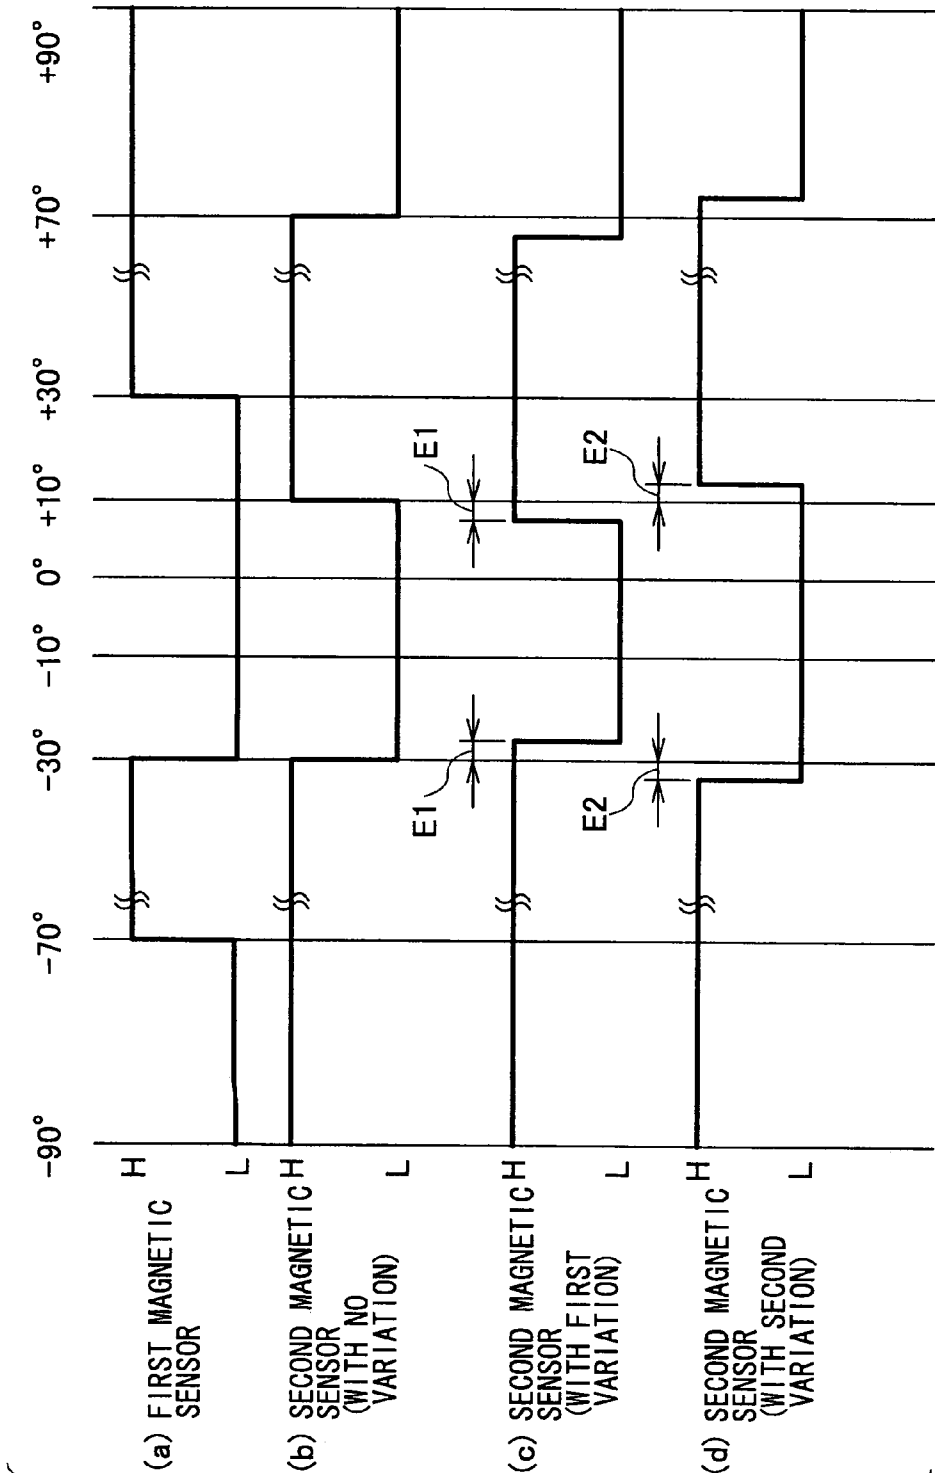 -90°
-70°
-30°
-10°
0°
+10°
+30°
+70°
+90°
(a) FIRST MAGNETIC
SENSOR
H
L
(b) SECOND MAGNETIC
SENSOR
(WITH NO
VARIATION)
H
L
E1
E1
(c) SECOND MAGNETIC
SENSOR
(WITH FIRST
VARIATION)
H
L
E2
E2
(d) SECOND MAGNETIC
SENSOR
(WITH SECOND
VARIATION)
H
L